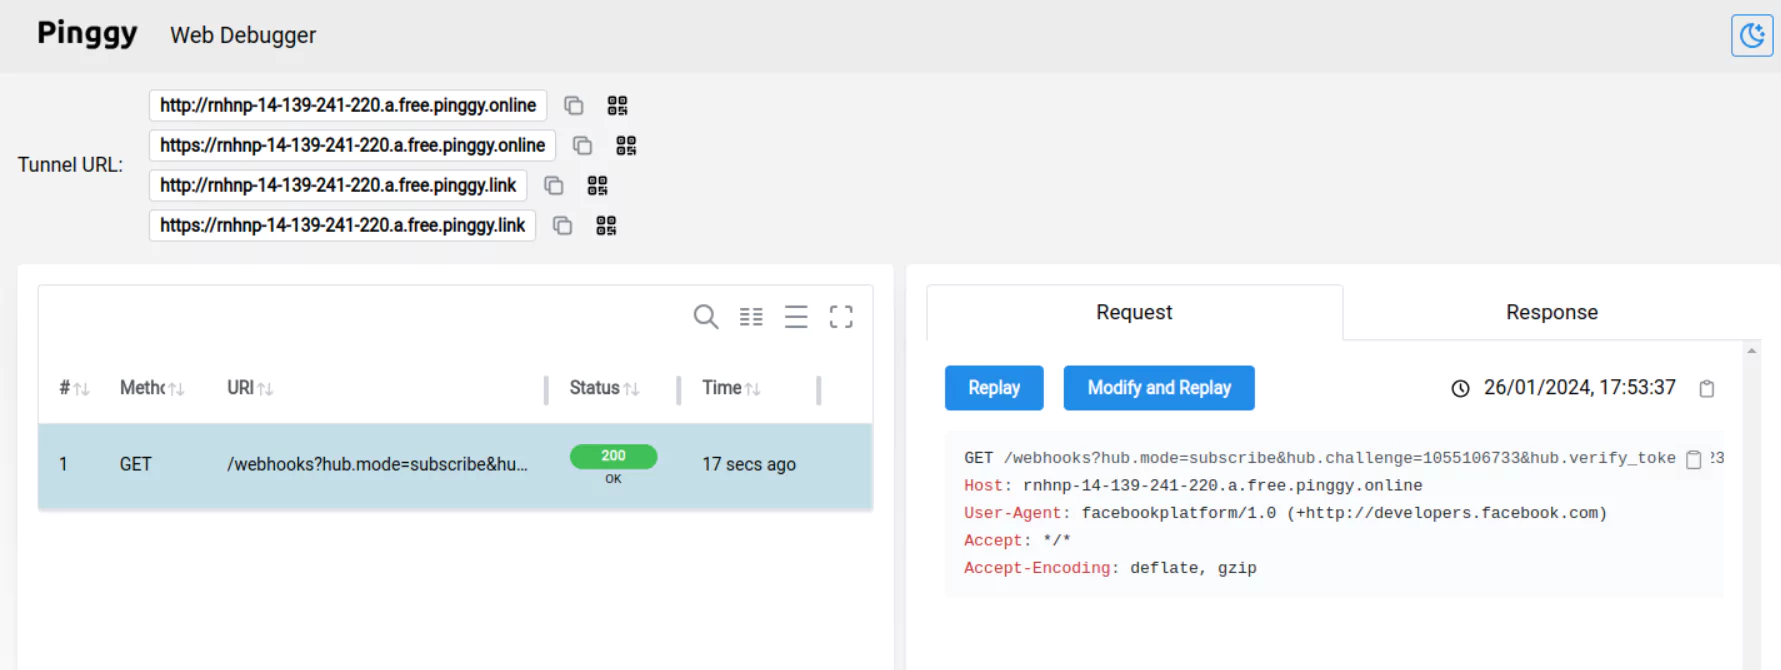 Pinggy Web Debugger
Tunnel URL:
http://rnhnp-14-139-241-220.a.free.pinggy.online
https://rnhnp-14-139-241-220.a.free.pinggy.online
http://rnhnp-14-139-241-220.a.free.pinggy.link
https://rnhnp-14-139-241-220.a.free.pinggy.link
# Metho URI Status Time
1 GET /webhooks?hub.mode=subscribe&hu... 200 OK 17 secs ago
Request Response
Replay Modify and Replay 26/01/2024, 17:53:37
GET /webhooks?hub.mode=subscribe&hub.challenge=1055106733&hub.verify_toke 23
Host: rnhnp-14-139-241-220.a.free.pinggy.online
User-Agent: facebookplatform/1.0 (+http://developers.facebook.com)
Accept: */*
Accept-Encoding: deflate, gzip